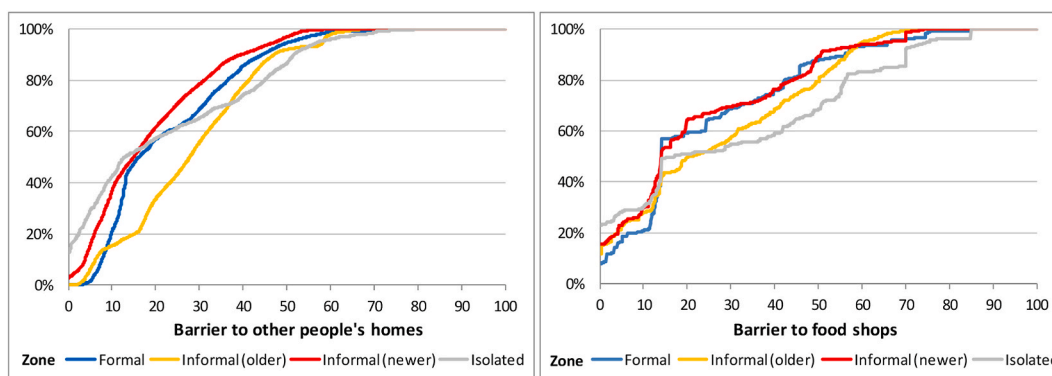 100%
80%
60%
40%
20%
0%
0 10 20 30 40 50 60 70 80 90 100
Barrier to other people's homes
Zone Formal Informal (older) Informal (newer) Isolated
100%
80%
60%
40%
20%
0%
0 10 20 30 40 50 60 70 80 90 100
Barrier to food shops
Zone Formal Informal (older) Informal (newer) Isolated